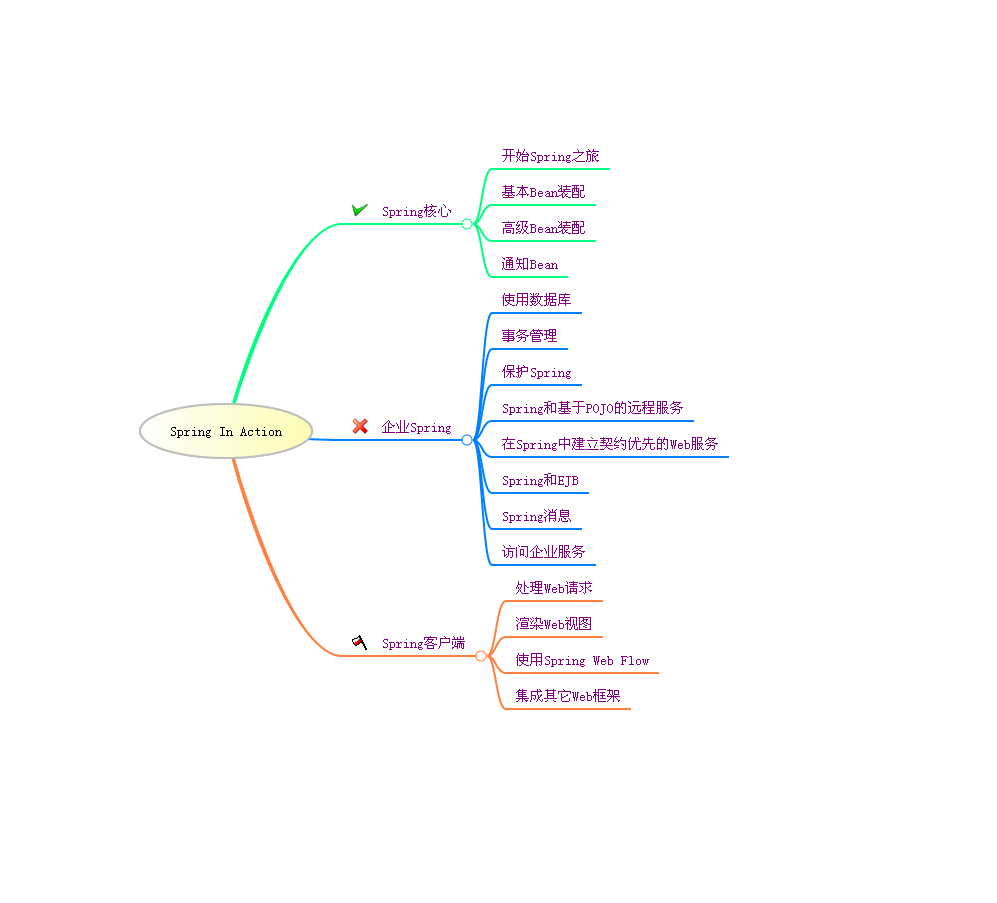 Spring In Action
Spring核心
开始Spring之旅
基本Bean装配
高级Bean装配
通知Bean
企业Spring
使用数据库
事务管理
保护Spring
Spring和基于POJO的远程服务
在Spring中建立契约优先的Web服务
Spring和EJB
Spring消息
访问企业服务
Spring客户端
处理Web请求
渲染Web视图
使用Spring Web Flow
集成其它Web框架